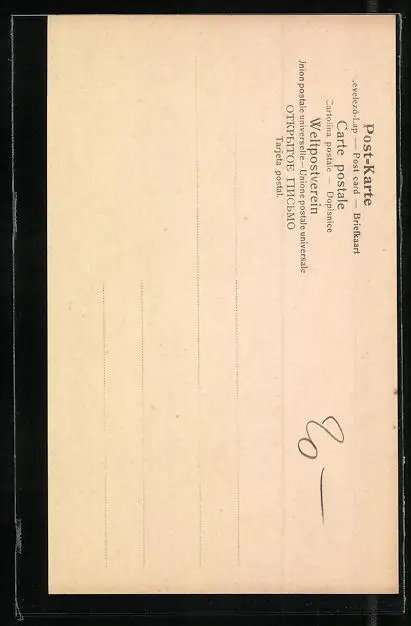 Post-Karte
Levelező-Lap — Post card — Briefkaart
Carte postale
Cartolina postale — Dopisnice
Weltpostverein
Union postale universelle — Unione postale universale
ОТКРЫТОЕ ПИСЬМО
Tarjeta postal.
80 —